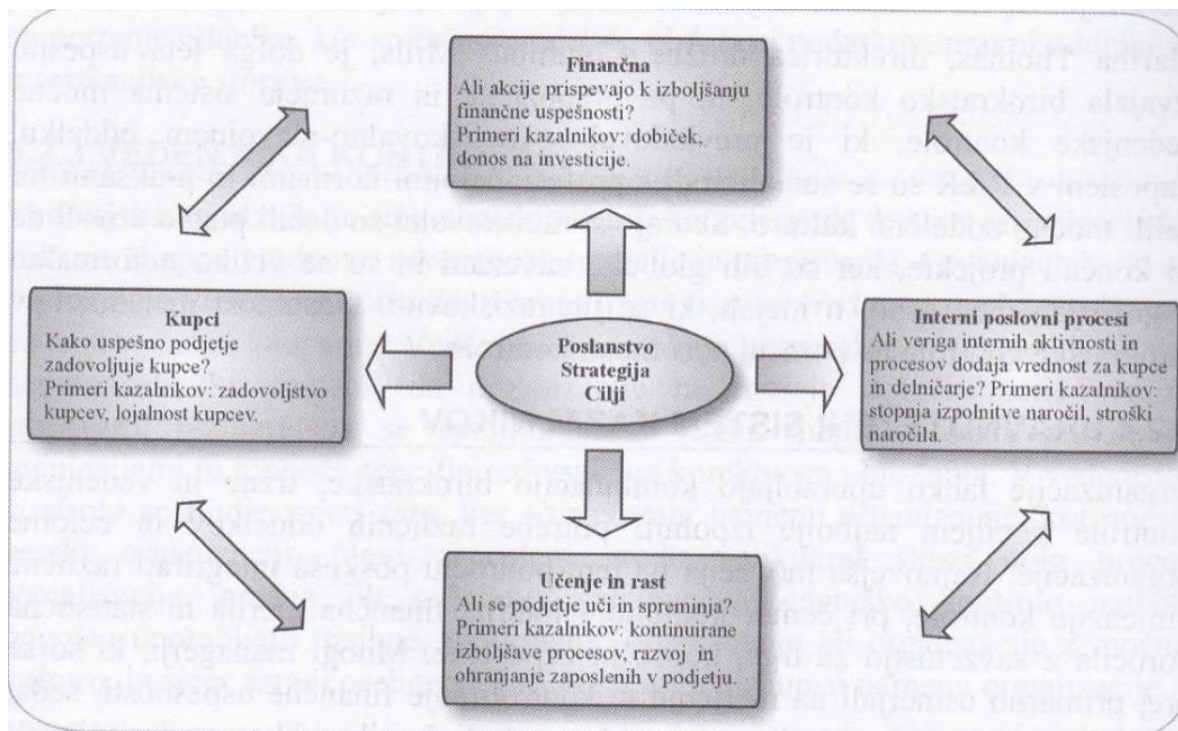 Finančna
Ali akcije prispevajo k izboljšanju
finančne uspešnosti?
Primeri kazalnikov: dobiček,
donos na investicije.
Kupci
Kako uspešno podjetje
zadovoljuje kupce?
Primeri kazalnikov: zadovoljstvo
kupcev, lojalnost kupcev.
Poslanstvo
Strategija
Cilji
Interni poslovni procesi
Ali veriga internih aktivnosti in
procesov dodaja vrednost za kupce
in delničarje? Primeri kazalnikov:
stopnja izpolnitve naročil, stroški
naročila.
Učenje in rast
Ali se podjetje uči in spreminja?
Primeri kazalnikov: kontinuirane
izboljšave procesov, razvoj in
ohranjanje zaposlenih v podjetju.